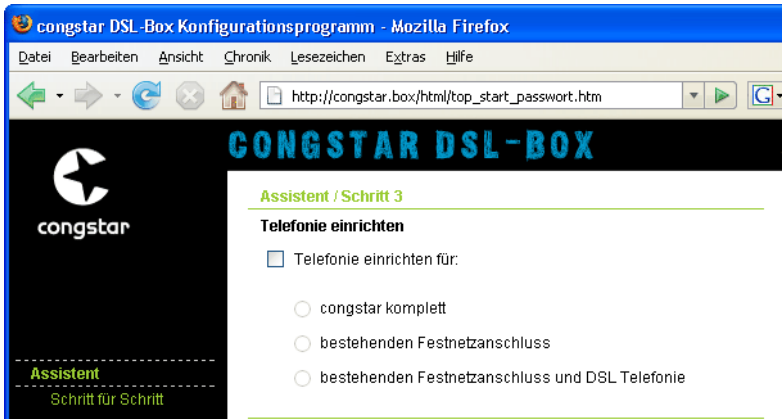 congstar DSL-Box Konfigurationsprogramm - Mozilla Firefox
Datei Bearbeiten Ansicht Chronik Lesezeichen Extras Hilfe
http://congstar.box/html/top_start_passwort.htm
G
CONGSTAR DSL-BOX
congstar
Assistent / Schritt 3
Telefonie einrichten
Telefonie einrichten für:
congstar komplett
bestehenden Festnetzanschluss
bestehenden Festnetzanschluss und DSL Telefonie
Assistent
Schritt für Schritt